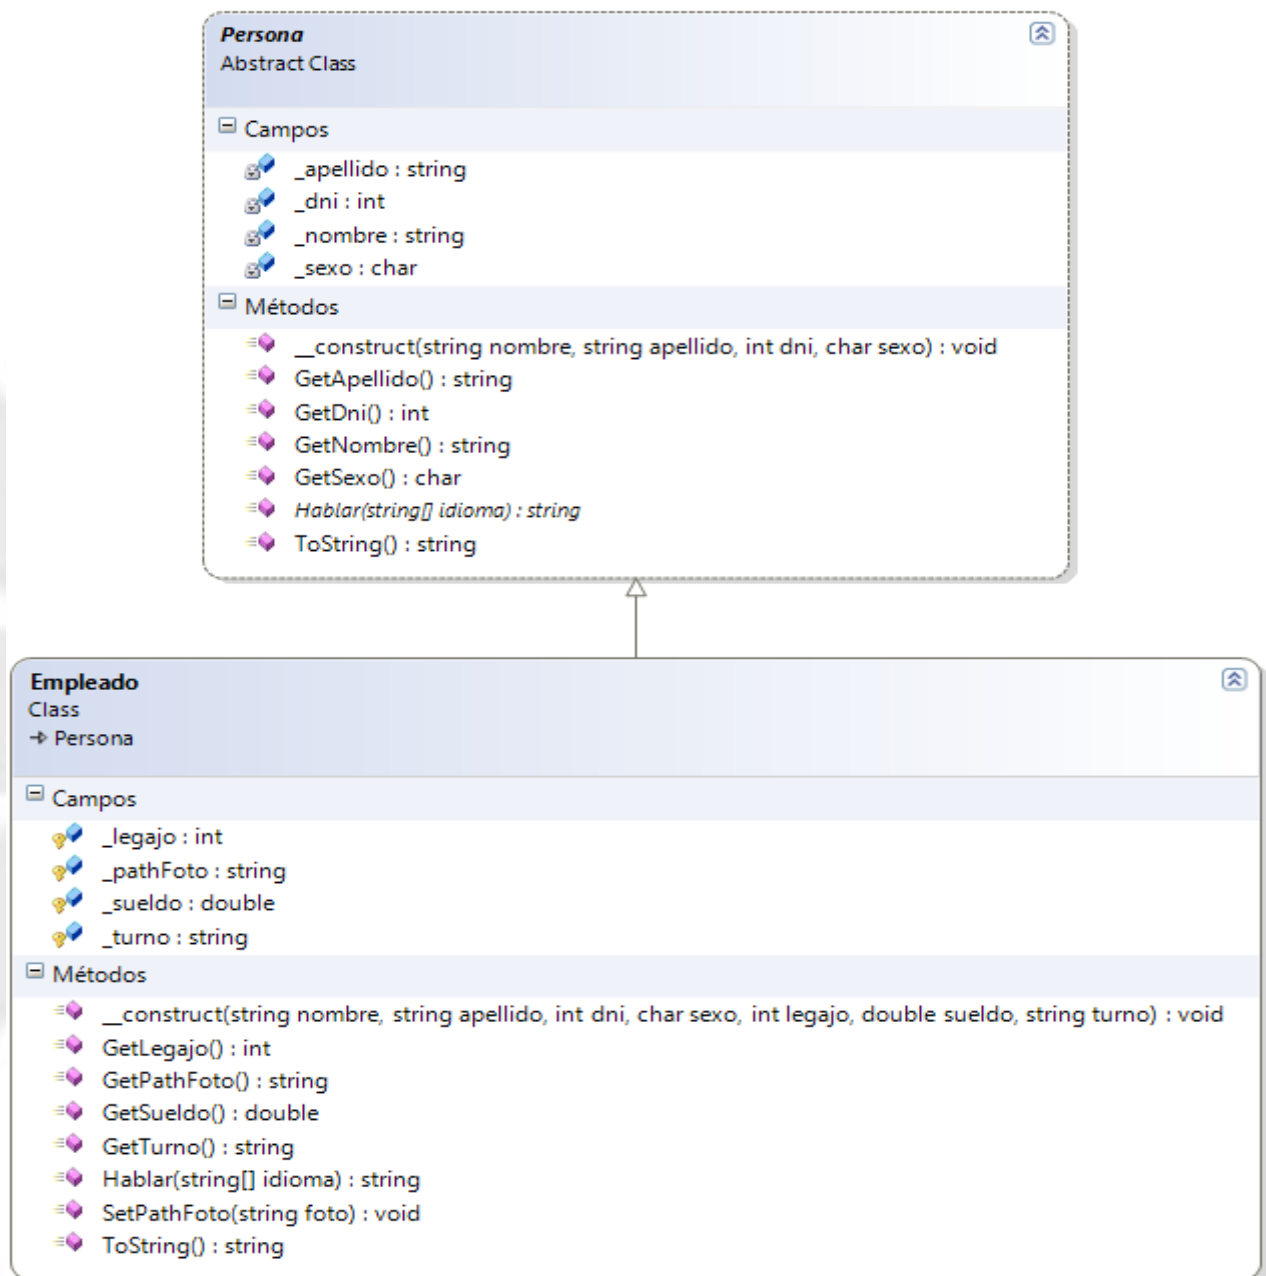 Persona
Abstract Class
Campos
_apellido : string
_dni : int
_nombre : string
_sexo : char
Métodos
__construct(string nombre, string apellido, int dni, char sexo) : void
GetApellido() : string
GetDni() : int
GetNombre() : string
GetSexo() : char
Hablar(string[] idioma) : string
ToString() : string
Empleado
Class
Persona
Campos
_legajo : int
_pathFoto : string
_sueldo : double
_turno : string
Métodos
__construct(string nombre, string apellido, int dni, char sexo, int legajo, double sueldo, string turno) : void
GetLegajo() : int
GetPathFoto() : string
GetSueldo() : double
GetTurno() : string
Hablar(string[] idioma) : string
SetPathFoto(string foto) : void
ToString() : string